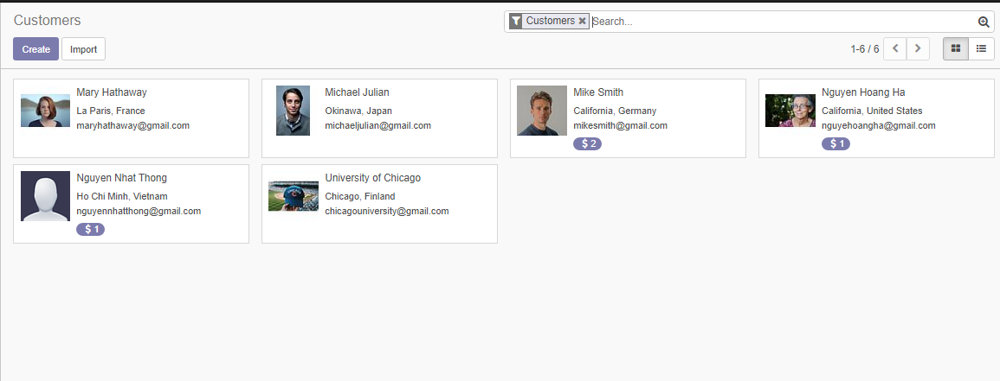 Customers
Customers ✖ Search...
Create Import
1-6 / 6
Mary Hathaway
La Paris, France
maryhathaway@gmail.com
Michael Julian
Okinawa, Japan
michaeljulian@gmail.com
Mike Smith
California, Germany
mikesmith@gmail.com
$ 2
Nguyen Hoang Ha
California, United States
nguyehoangha@gmail.com
$ 1
Nguyen Nhat Thong
Ho Chi Minh, Vietnam
nguyennhatthong@gmail.com
$ 1
University of Chicago
Chicago, Finland
chicagouniversity@gmail.com